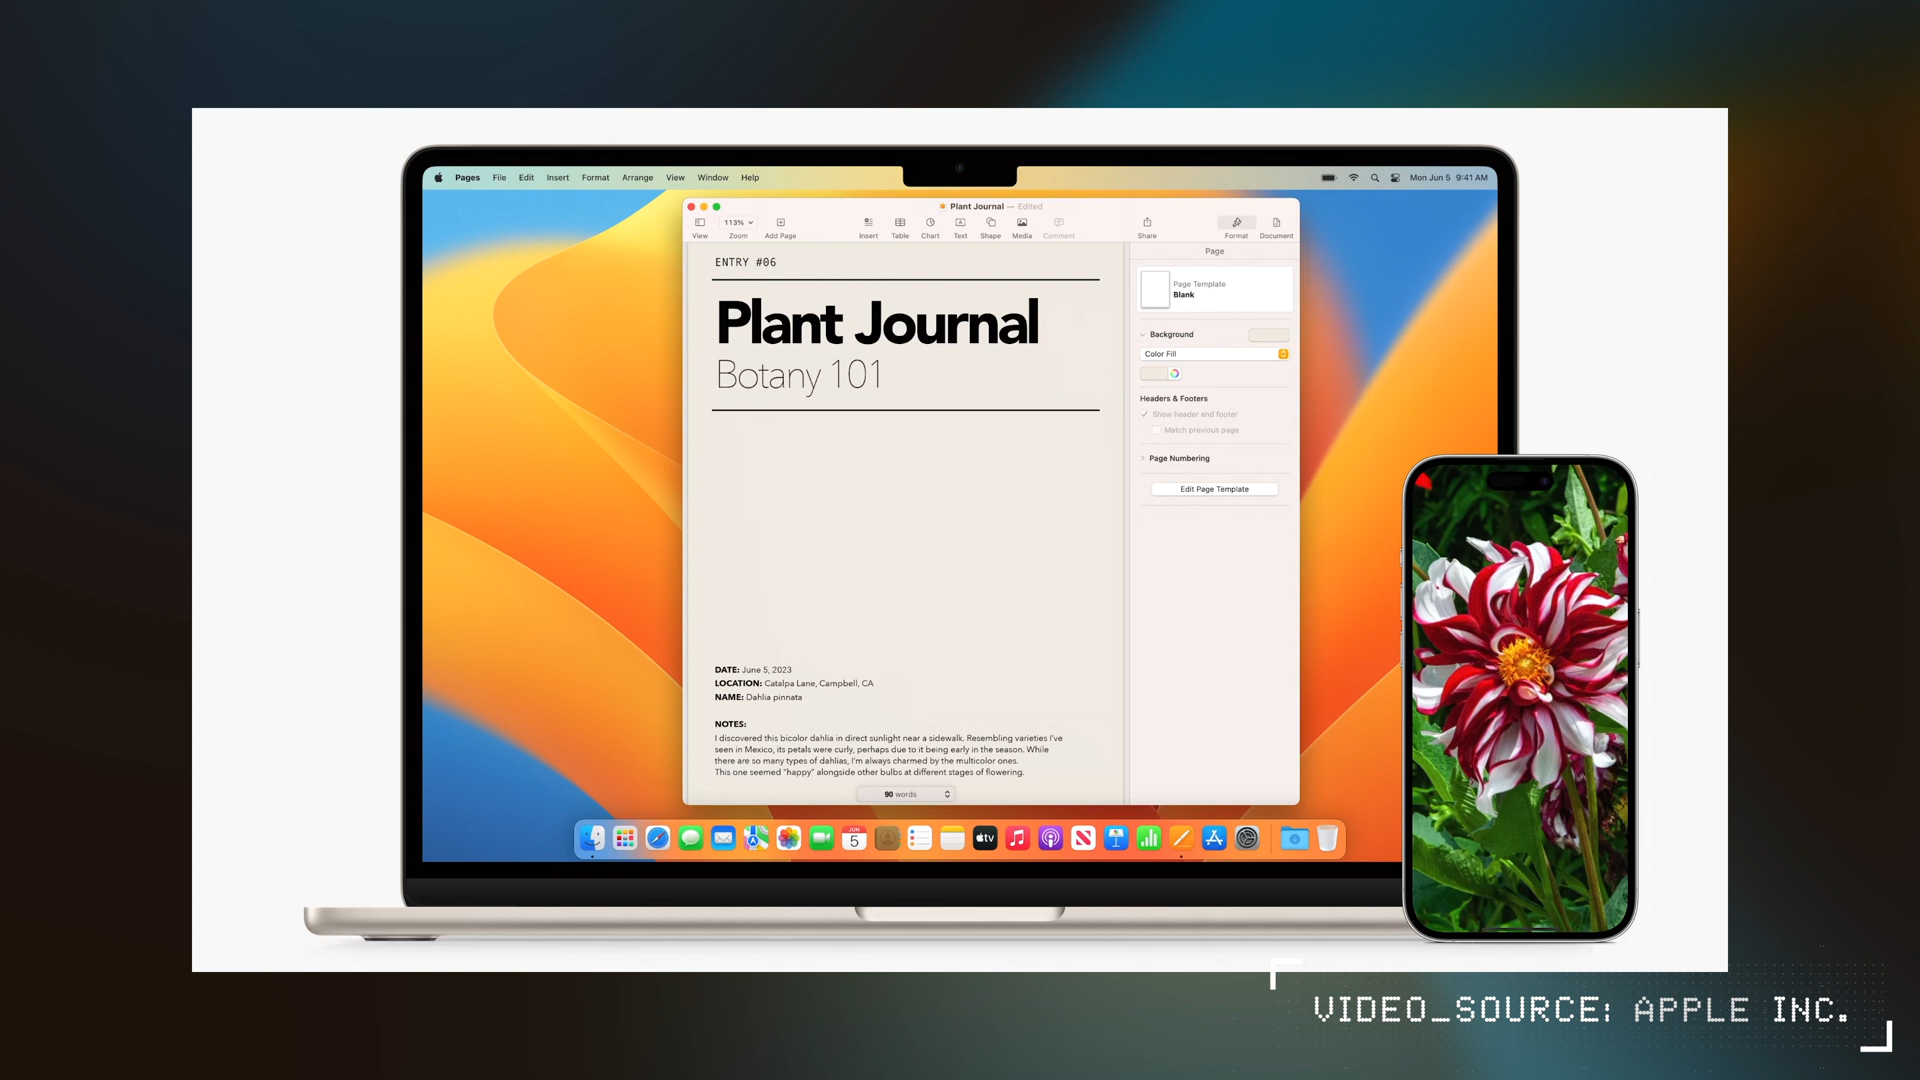 Pages File Edit Insert Format Arrange View Window Help
Mon Jun 5 9:41 AM
Plant Journal — Edited
113%
View Zoom Add Page Insert Table Chart Text Shape Media Comment Share Format Document
ENTRY #06
Plant Journal
Botany 101
DATE: June 5, 2023
LOCATION: Catalpa Lane, Campbell, CA
NAME: Dahlia pinnata
NOTES:
I discovered this bicolor dahlia in direct sunlight near a sidewalk. Resembling varieties I've
seen in Mexico, its petals were curly, perhaps due to it being early in the season. While
there are so many types of dahlias, I'm always charmed by the multicolor ones.
This one seemed "happy" alongside other bulbs at different stages of flowering.
90 words
Page
Page Template
Blank
Background
Color Fill
Headers & Footers
Show header and footer
Match previous page
Page Numbering
Edit Page Template
JUN
5
tv
VIDEO_SOURCE: APPLE INC.